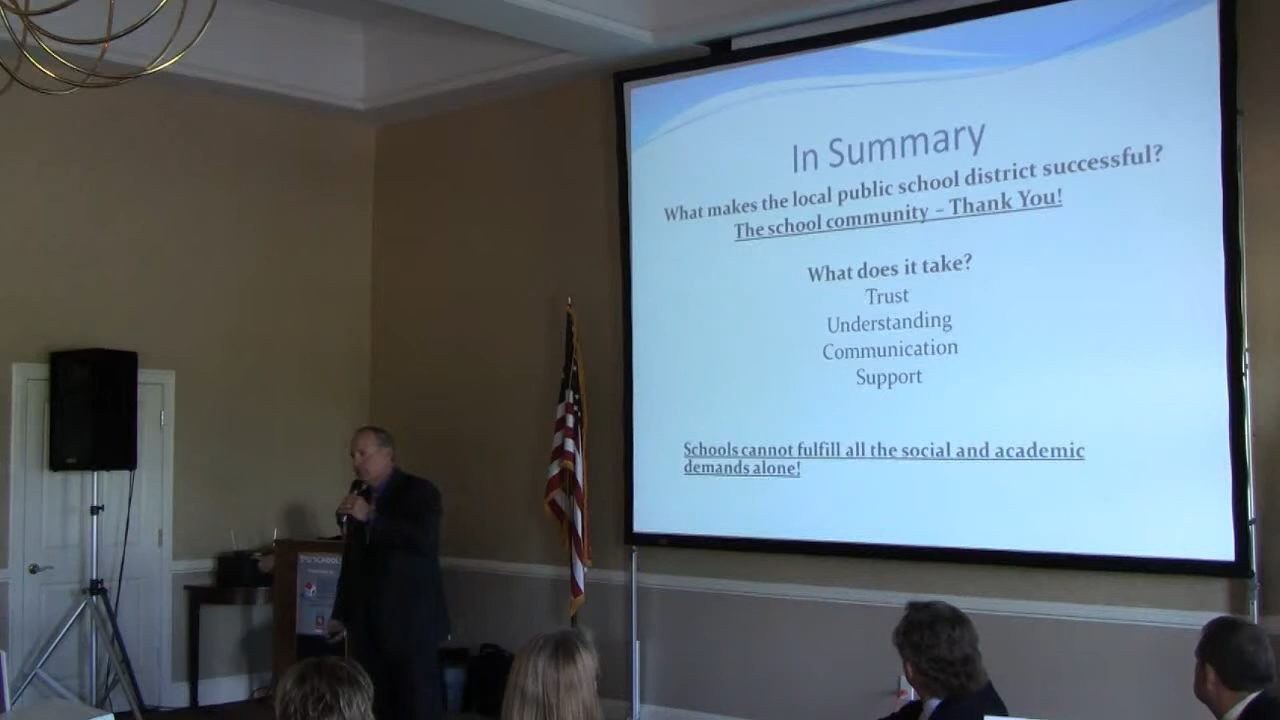 In Summary
What makes the local public school district successful?
The school community – Thank You!
What does it take?
Trust
Understanding
Communication
Support
Schools cannot fulfill all the social and academic
demands alone!